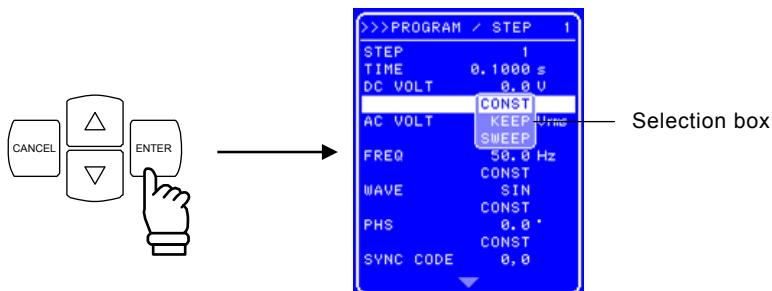 CANCEL
ENTER
>>>PROGRAM / STEP 1
STEP 1
TIME 0.1000 s
DC VOLT 0.0 V
CONST
AC VOLT KEEP Vrms
SWEEP
FREQ 50.0 Hz
CONST
WAVE SIN
CONST
PHS 0.0 °
CONST
SYNC CODE 0,0
Selection box